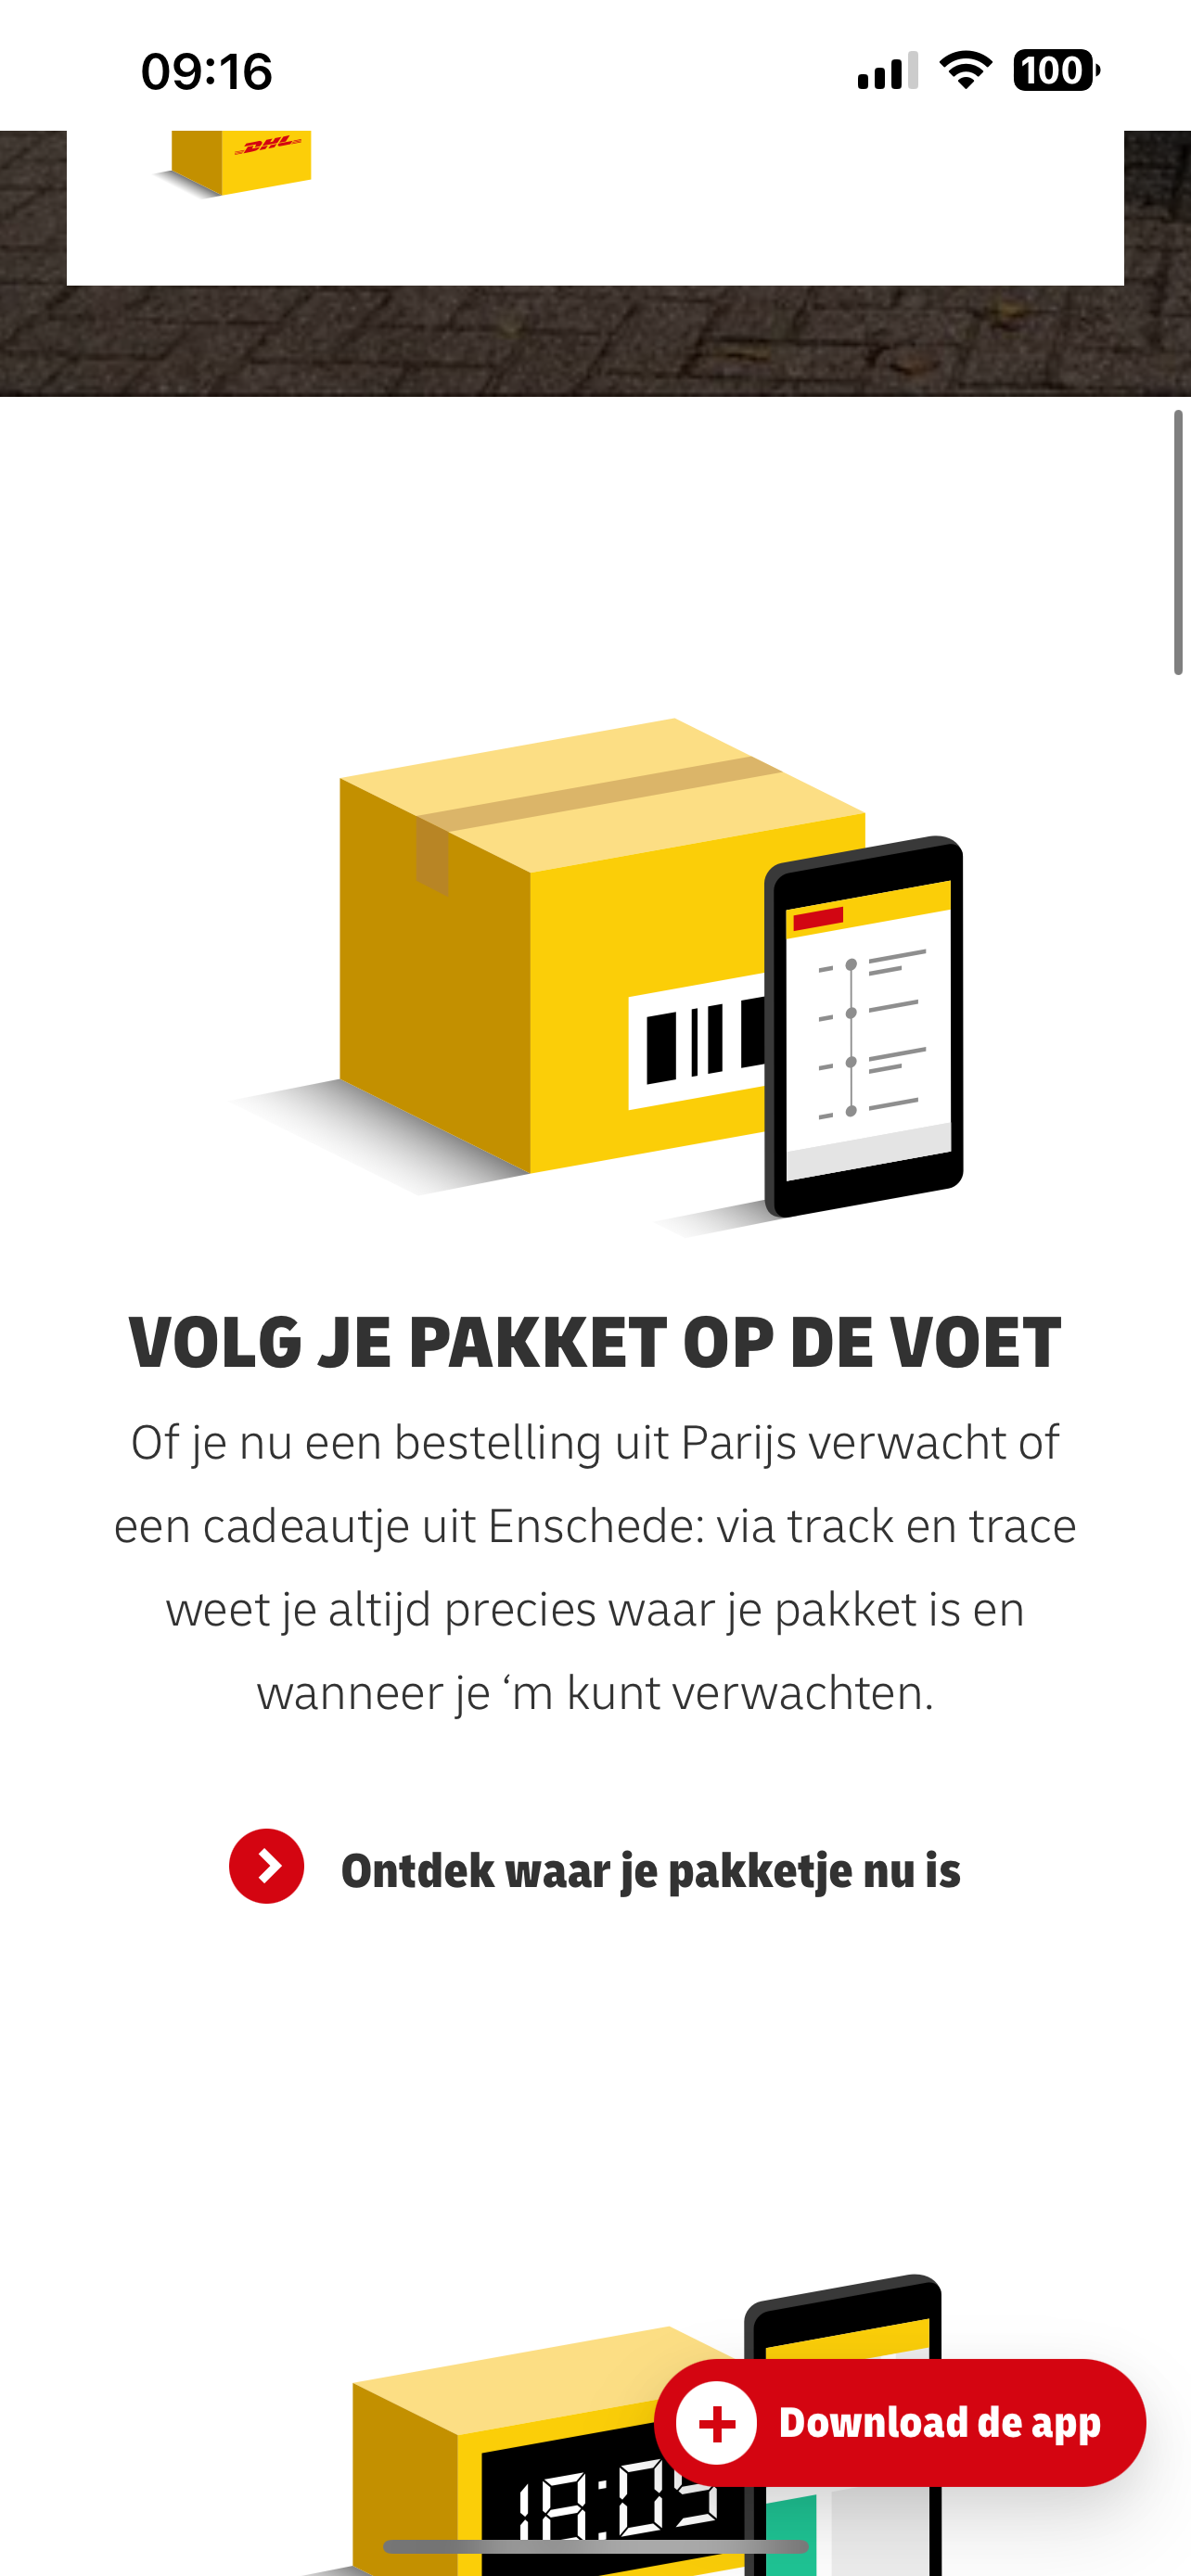 09:16
100
DHL
VOLG JE PAKKET OP DE VOET
Of je nu een bestelling uit Parijs verwacht of
een cadeautje uit Enschede: via track en trace
weet je altijd precies waar je pakket is en
wanneer je ‘m kunt verwachten.
Ontdek waar je pakketje nu is
Download de app
18:05